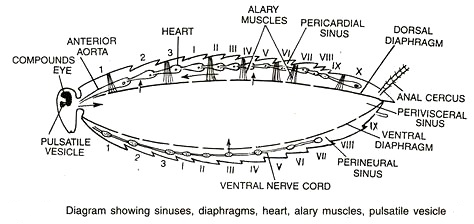 ALARY
MUSCLES
HEART
PERICARDIAL
SINUS
DORSAL
DIAPHRAGM
ANTERIOR
AORTA
COMPOUNDS
EYE
1 2 3 I II III IV V VI VII VIII IX X
ANAL CERCUS
PERIVISCERAL
SINUS
PULSATILE
VESICLE
IX
VENTRAL
DIAPHRAGM
1 2 3 I II III IV V VI VII VIII
PERINEURAL
SINUS
VENTRAL NERVE CORD
Diagram showing sinuses, diaphragms, heart, alary muscles, pulsatile vesicle